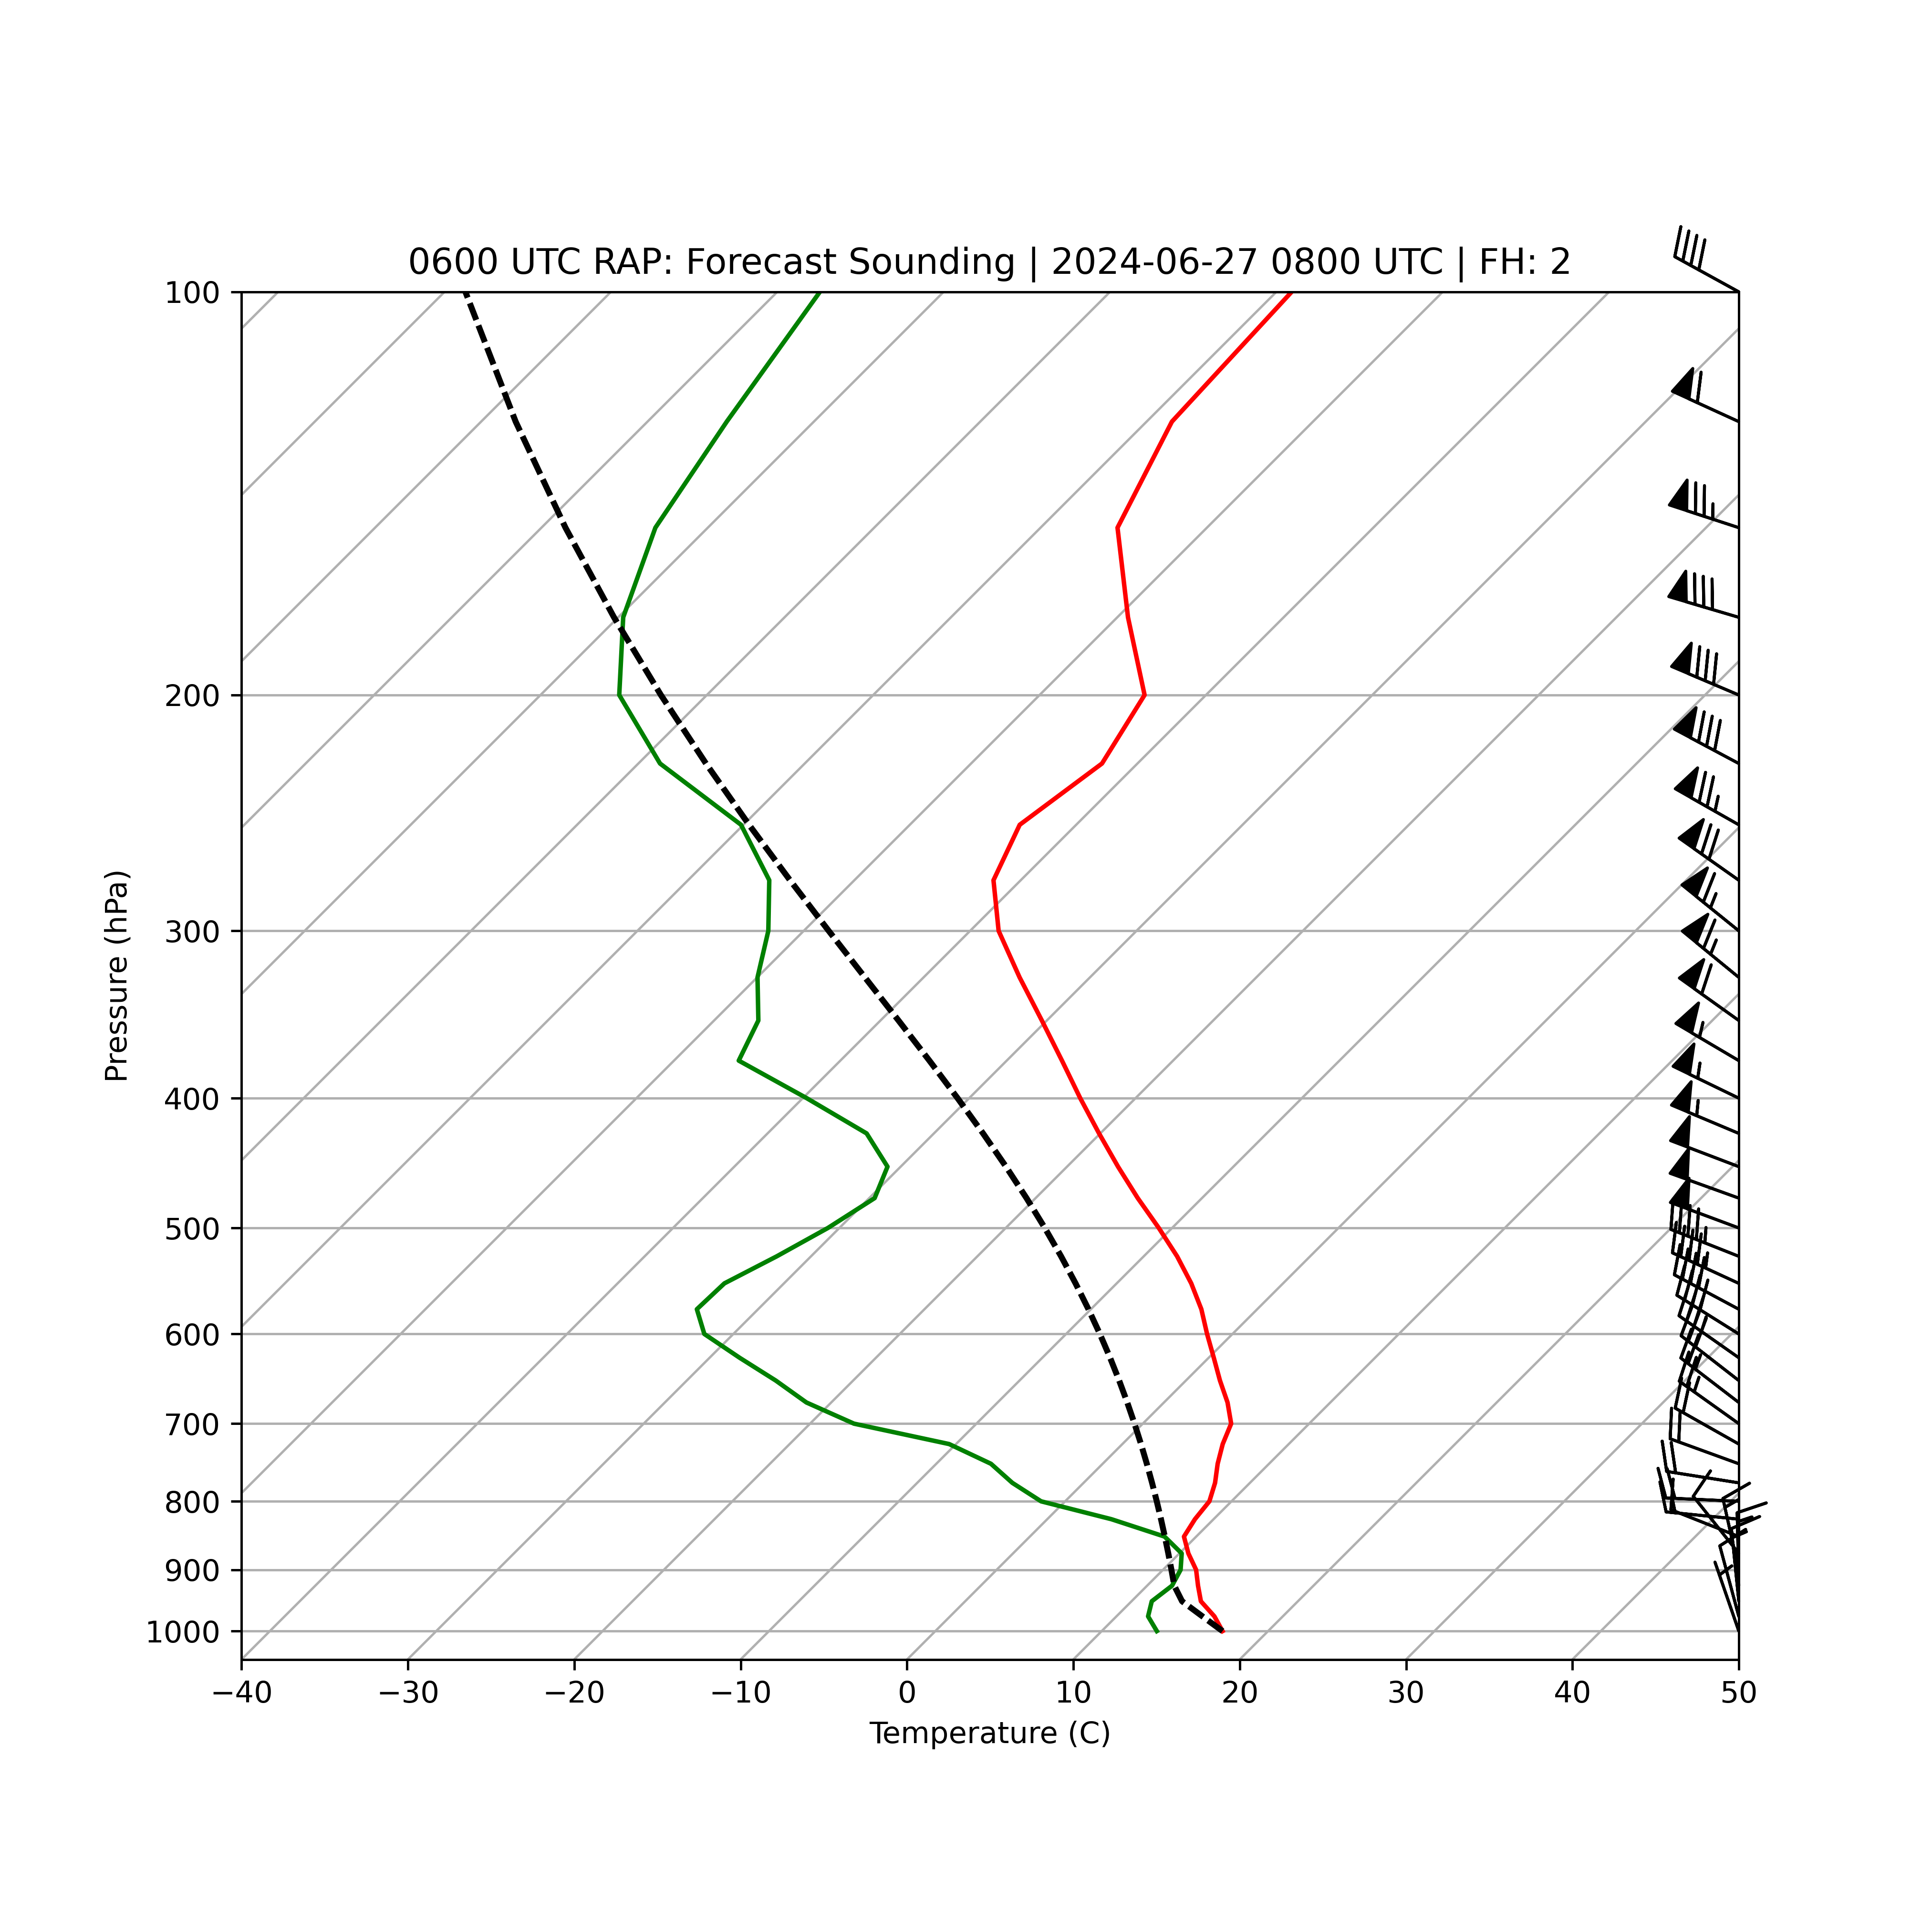 0600 UTC RAP: Forecast Sounding | 2024-06-27 0800 UTC | FH: 2
100
200
300
400
500
600
700
800
900
1000
Pressure (hPa)
−40 −30 −20 −10 0 10 20 30 40 50
Temperature (C)